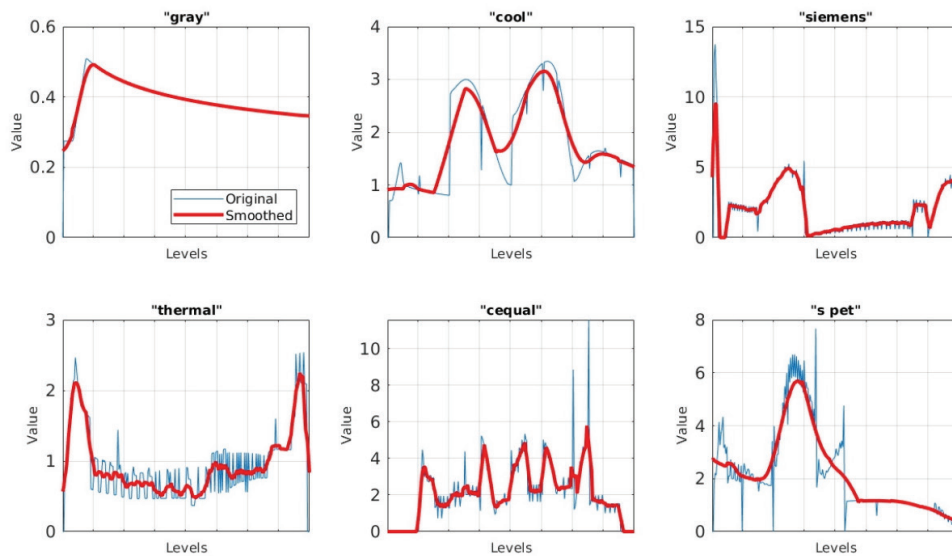 "gray"
0.6
0.4
0.2
0
Value
Levels
Original
Smoothed
"cool"
4
3
2
1
0
Value
Levels
"siemens"
15
10
5
0
Value
Levels
"thermal"
3
2
1
0
Value
Levels
"cequal"
10
8
6
4
2
0
Value
Levels
"s pet"
8
6
4
2
0
Value
Levels